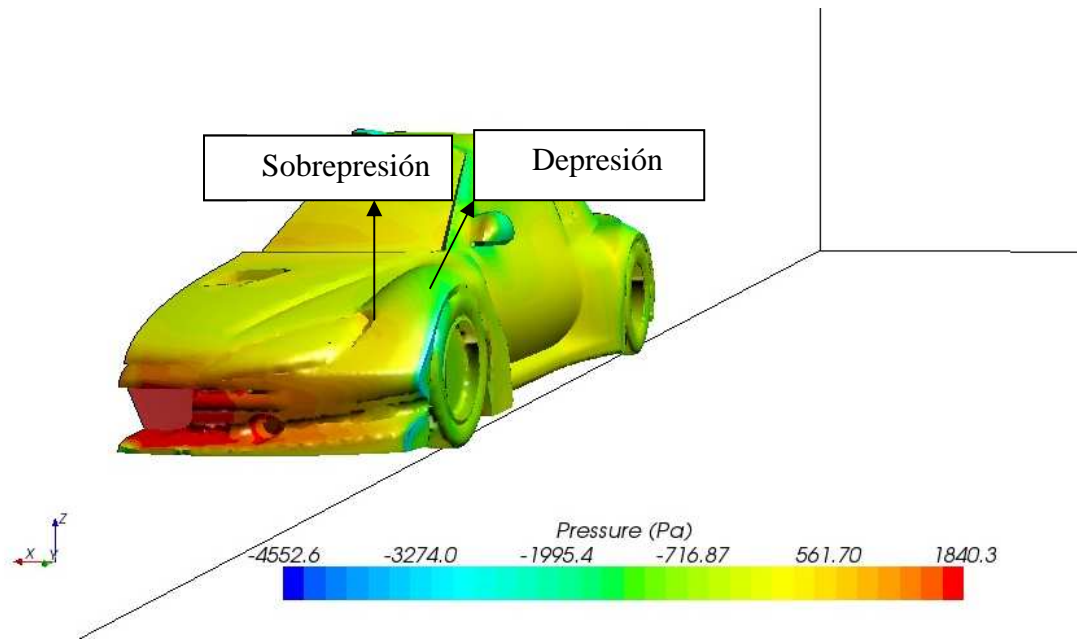 Sobrepresión
Depresión
Z
X Y
Pressure (Pa)
-4552.6 -3274.0 -1995.4 -716.87 561.70 1840.3